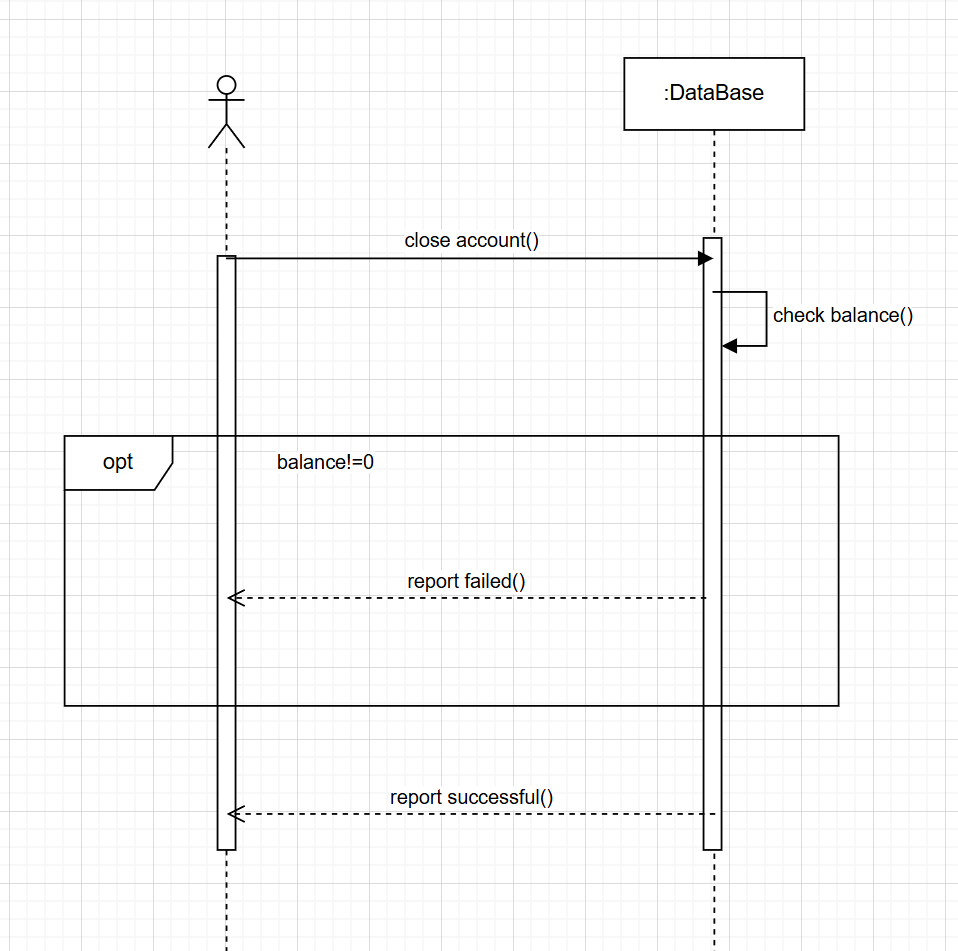 :DataBase
close account()
check balance()
opt
balance!=0
report failed()
report successful()